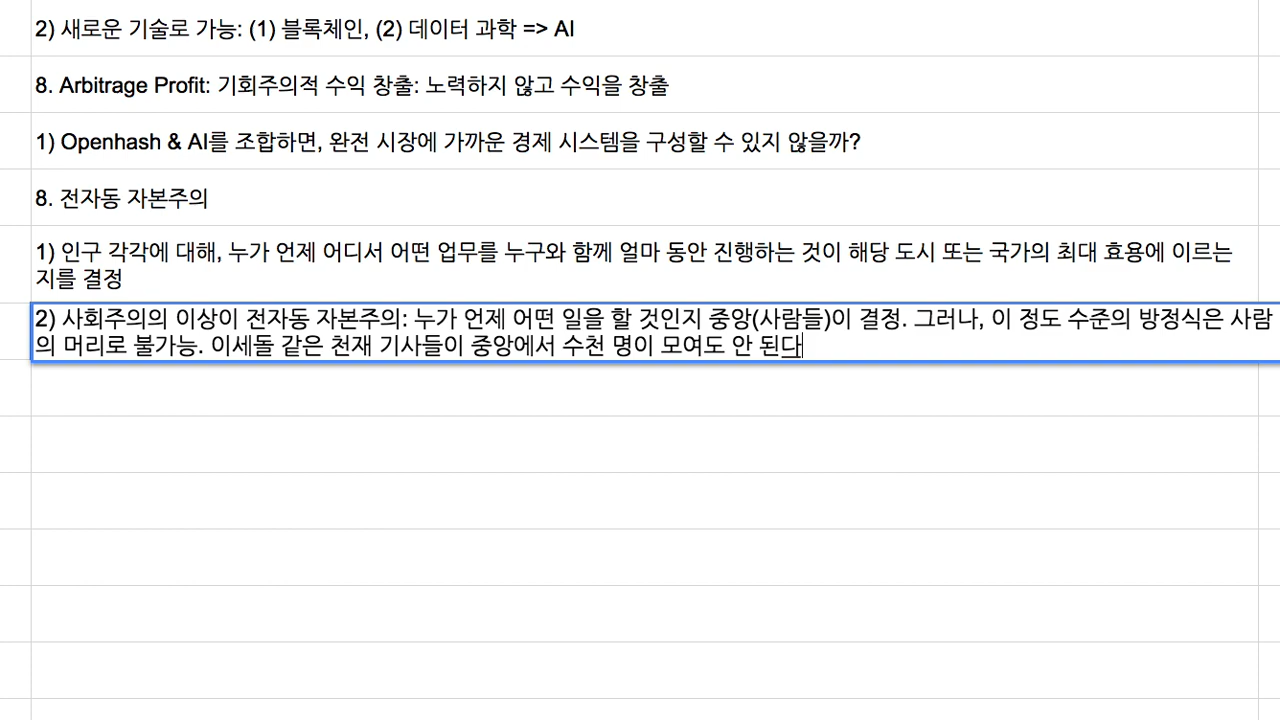 2) 새로운 기술로 가능: (1) 블록체인, (2) 데이터 과학 => AI
8. Arbitrage Profit: 기회주의적 수익 창출: 노력하지 않고 수익을 창출
1) Openhash & AI를 조합하면, 완전 시장에 가까운 경제 시스템을 구성할 수 있지 않을까?
8. 전자동 자본주의
1) 인구 각각에 대해, 누가 언제 어디서 어떤 업무를 누구와 함께 얼마 동안 진행하는 것이 해당 도시 또는 국가의 최대 효용에 이르는
지를 결정
2) 사회주의의 이상이 전자동 자본주의: 누가 언제 어떤 일을 할 것인지 중앙(사람들)이 결정. 그러나, 이 정도 수준의 방정식은 사람
의 머리로 불가능. 이세돌 같은 천재 기사들이 중앙에서 수천 명이 모여도 안 된다